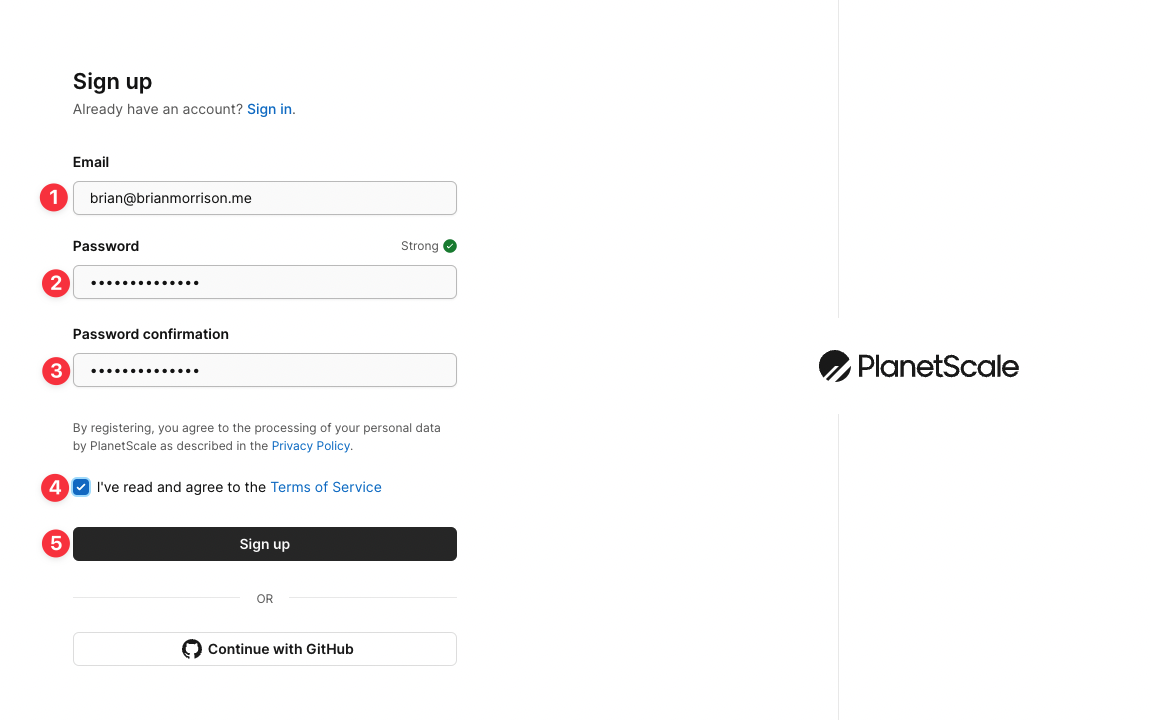 Sign up
Already have an account? Sign in.
Email
1
brian@brianmorrison.me
Password
Strong
2
••••••••••••••
Password confirmation
3
••••••••••••••
By registering, you agree to the processing of your personal data
by PlanetScale as described in the Privacy Policy.
4
I've read and agree to the Terms of Service
5
Sign up
OR
Continue with GitHub
PlanetScale